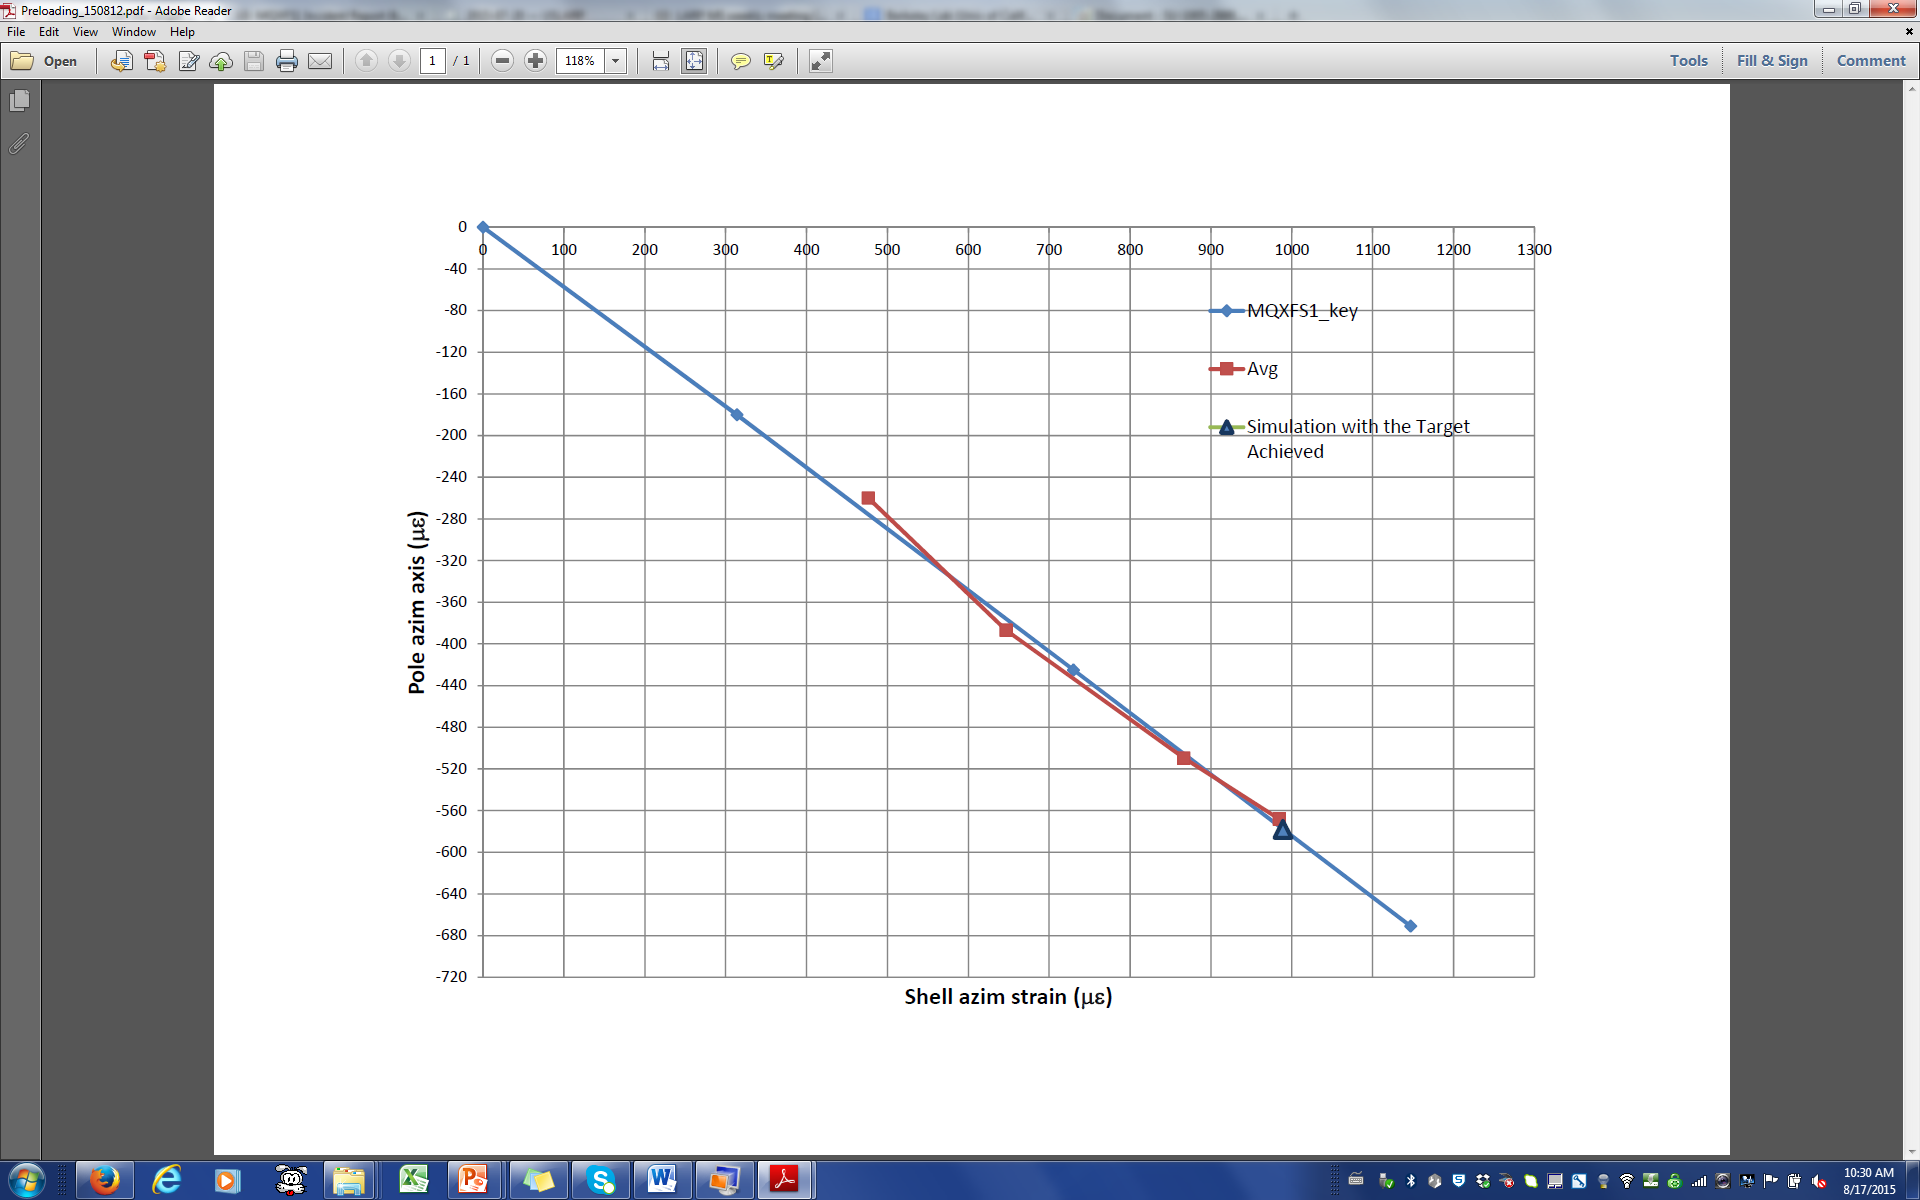 Preloading_150812.pdf - Adobe Reader
File Edit View Window Help
Open 1 / 1 118% Tools Fill & Sign Comment
0
0 100 200 300 400 500 600 700 800 900 1000 1100 1200 1300
-40
-80
-120
-160
-200
-240
-280
-320
-360
-400
-440
-480
-520
-560
-600
-640
-680
-720
MQXFS1_key
Avg
Simulation with the Target
Achieved
Pole azim axis (με)
Shell azim strain (με)
10:30 AM
8/17/2015